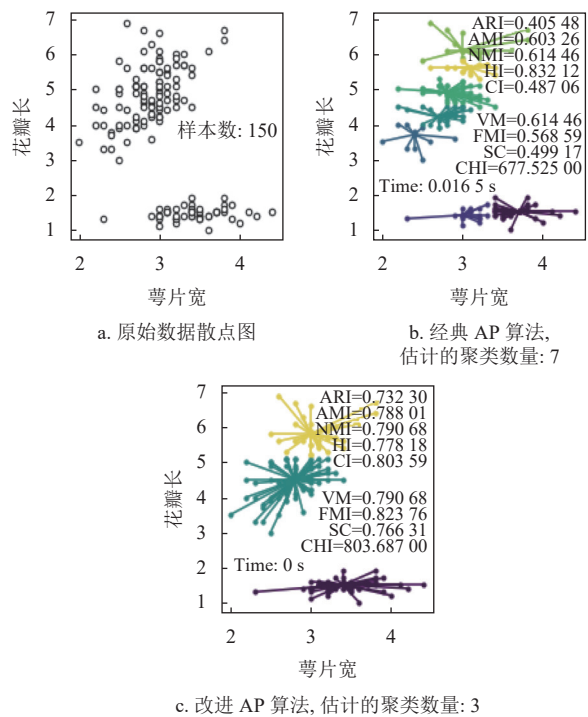 7
6
5
4
3
2
1
花瓣长
样本数: 150
2
3
4
萼片宽
a. 原始数据散点图
7
6
5
4
3
2
1
花瓣长
ARI=0.405 48
AMI=0.603 26
NMI=0.614 46
HI=0.832 12
CI=0.487 06
VM=0.614 46
FMI=0.568 59
SC=0.499 17
CHI=677.525 00
Time: 0.016 5 s
2
3
4
萼片宽
b. 经典 AP 算法,
估计的聚类数量: 7
7
6
5
4
3
2
1
花瓣长
ARI=0.732 30
AMI=0.788 01
NMI=0.790 68
HI=0.778 18
CI=0.803 59
VM=0.790 68
FMI=0.823 76
SC=0.766 31
CHI=803.687 00
Time: 0 s
2
3
4
萼片宽
c. 改进 AP 算法, 估计的聚类数量: 3